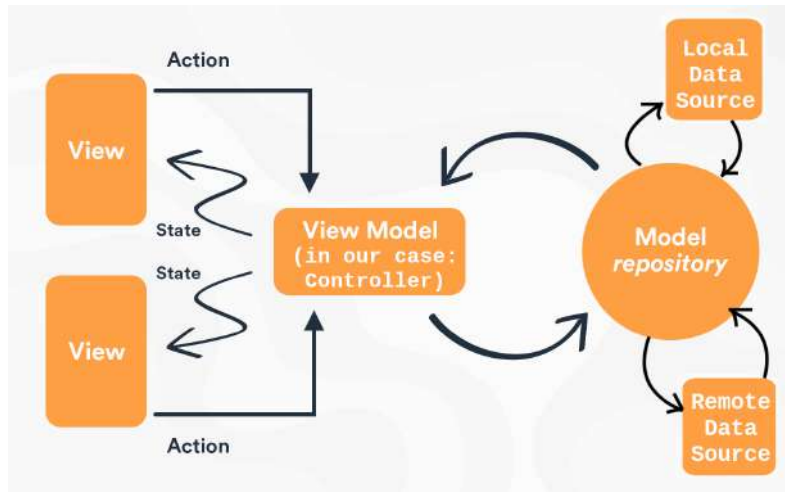 Action
View
State
View Model
(in our case:
Controller)
State
View
Action
Local
Data
Source
Model
repository
Remote
Data
Source